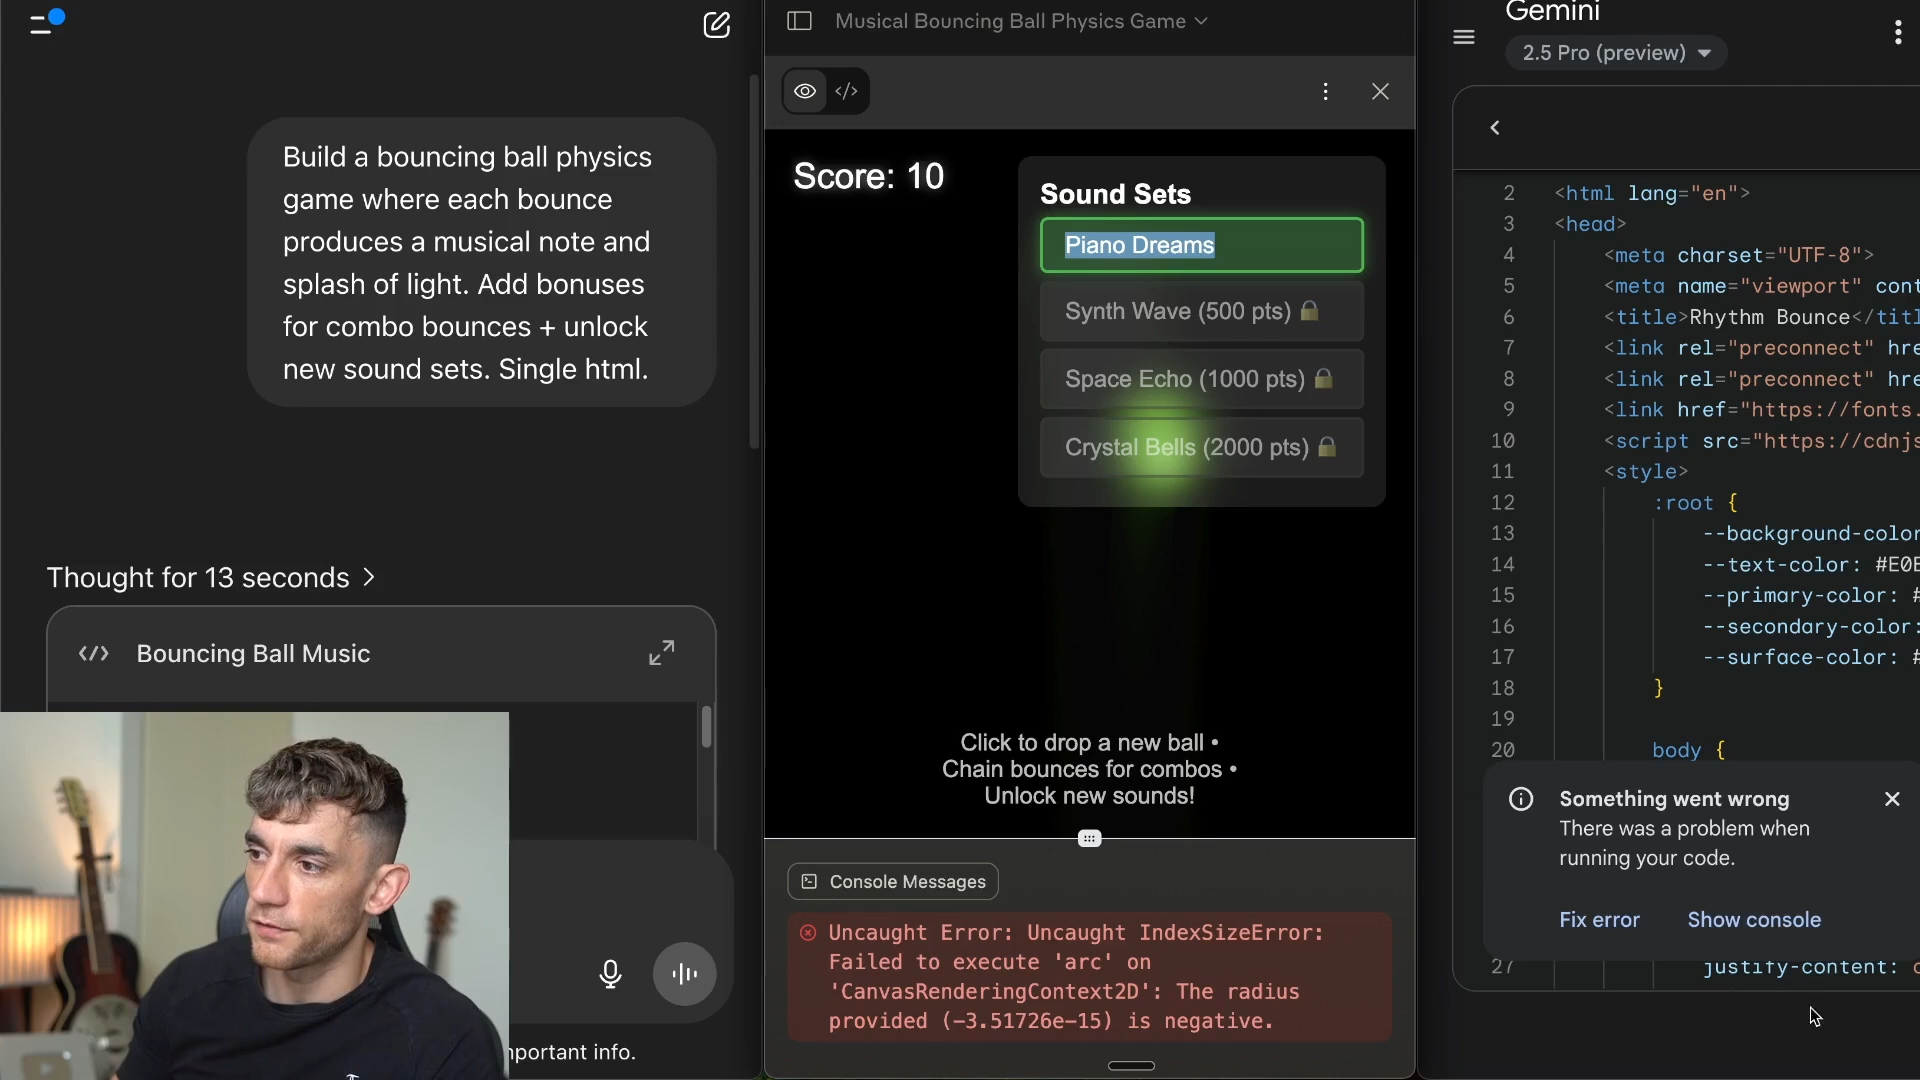 Build a bouncing ball physics
game where each bounce
produces a musical note and
splash of light. Add bonuses
for combo bounces + unlock
new sound sets. Single html.
Thought for 13 seconds
</> Bouncing Ball Music
portant info.
Musical Bouncing Ball Physics Game
</>
Score: 10
Sound Sets
Piano Dreams
Synth Wave (500 pts)
Space Echo (1000 pts)
Crystal Bells (2000 pts)
Click to drop a new ball •
Chain bounces for combos •
Unlock new sounds!
Console Messages
Uncaught Error: Uncaught IndexSizeError:
Failed to execute 'arc' on
'CanvasRenderingContext2D': The radius
provided (-3.51726e-15) is negative.
Gemini
2.5 Pro (preview)
2 <html lang="en">
3 <head>
4 <meta charset="UTF-8">
5 <meta name="viewport" cont
6 <title>Rhythm Bounce</titl
7 <link rel="preconnect" hre
8 <link rel="preconnect" hre
9 <link href="https://fonts.
10 <script src="https://cdnjs
11 <style>
12 :root {
13 --background-color
14 --text-color: #E0E
15 --primary-color: #
16 --secondary-color:
17 --surface-color: #
18 }
19
20 body {
Something went wrong
There was a problem when
running your code.
Fix error Show console
27 justify-content: c